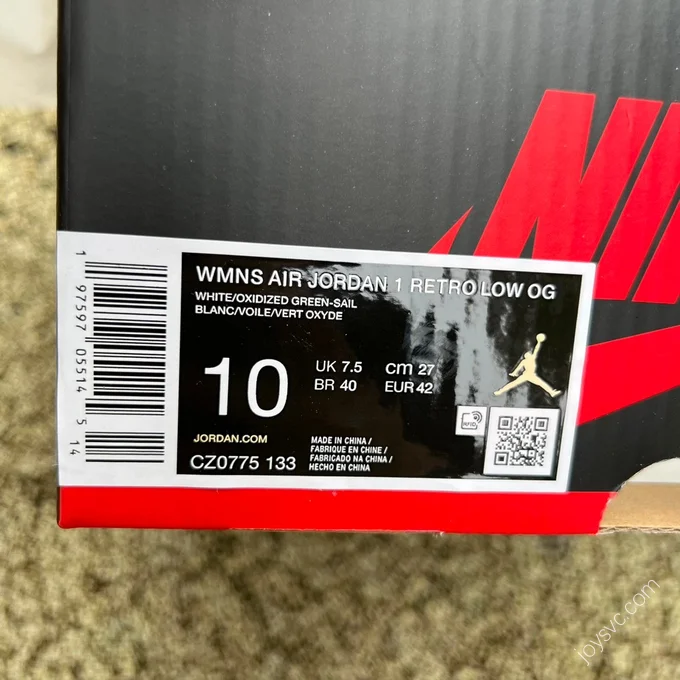 NIK
WMNS AIR JORDAN 1 RETRO LOW OG
WHITE/OXIDIZED GREEN-SAIL
BLANC/VOILE/VERT OXYDE
10
UK 7.5 cm 27
BR 40 EUR 42
JORDAN.COM
CZ0775 133
MADE IN CHINA /
FABRIQUE EN CHINE /
FABRICADO NA CHINA /
HECHO EN CHINA
RFID
1 97597 05514 5 14
joysvc.com